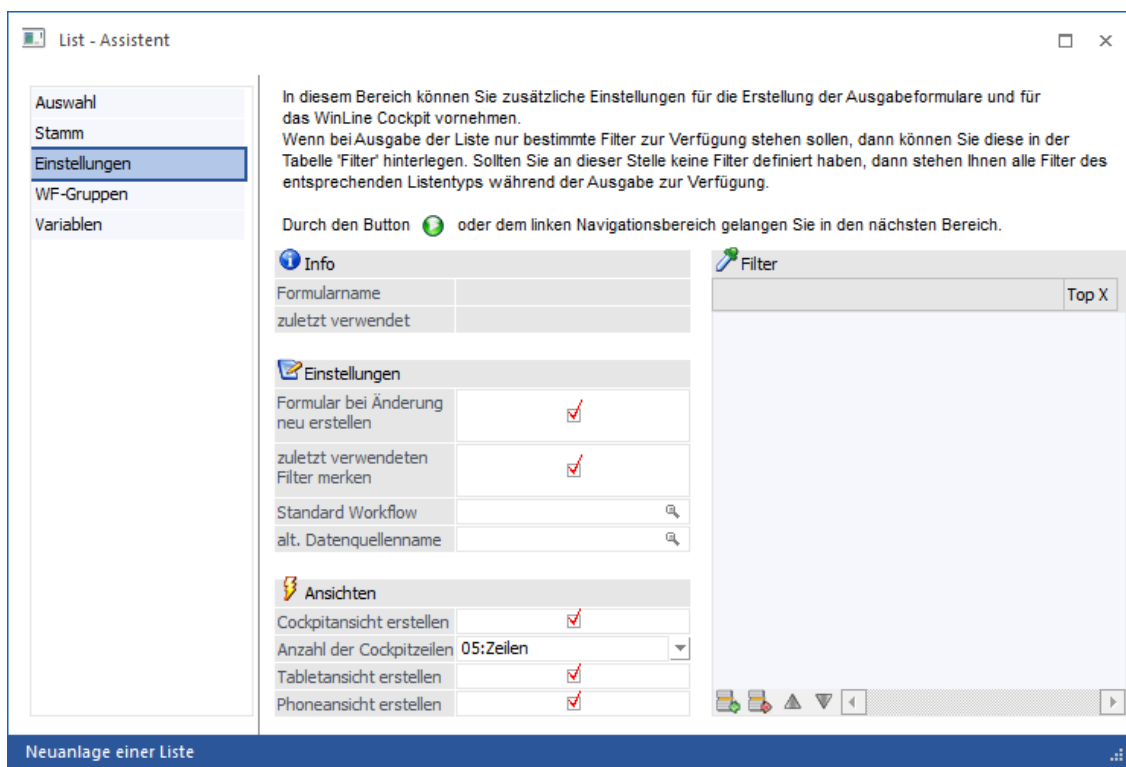 List - Assistent
Auswahl
Stamm
Einstellungen
WF-Gruppen
Variablen
In diesem Bereich können Sie zusätzliche Einstellungen für die Erstellung der Ausgabeformulare und für
das WinLine Cockpit vornehmen.
Wenn bei Ausgabe der Liste nur bestimmte Filter zur Verfügung stehen sollen, dann können Sie diese in der
Tabelle 'Filter' hinterlegen. Sollten Sie an dieser Stelle keine Filter definiert haben, dann stehen Ihnen alle Filter des
entsprechenden Listentyps während der Ausgabe zur Verfügung.
Durch den Button oder dem linken Navigationsbereich gelangen Sie in den nächsten Bereich.
Info
Formularname
zuletzt verwendet
Einstellungen
Formular bei Änderung
neu erstellen
zuletzt verwendeten
Filter merken
Standard Workflow
alt. Datenquellenname
Ansichten
Cockpitansicht erstellen
Anzahl der Cockpitzeilen 05:Zeilen
Tabletansicht erstellen
Phoneansicht erstellen
Filter
Top X
Neuanlage einer Liste